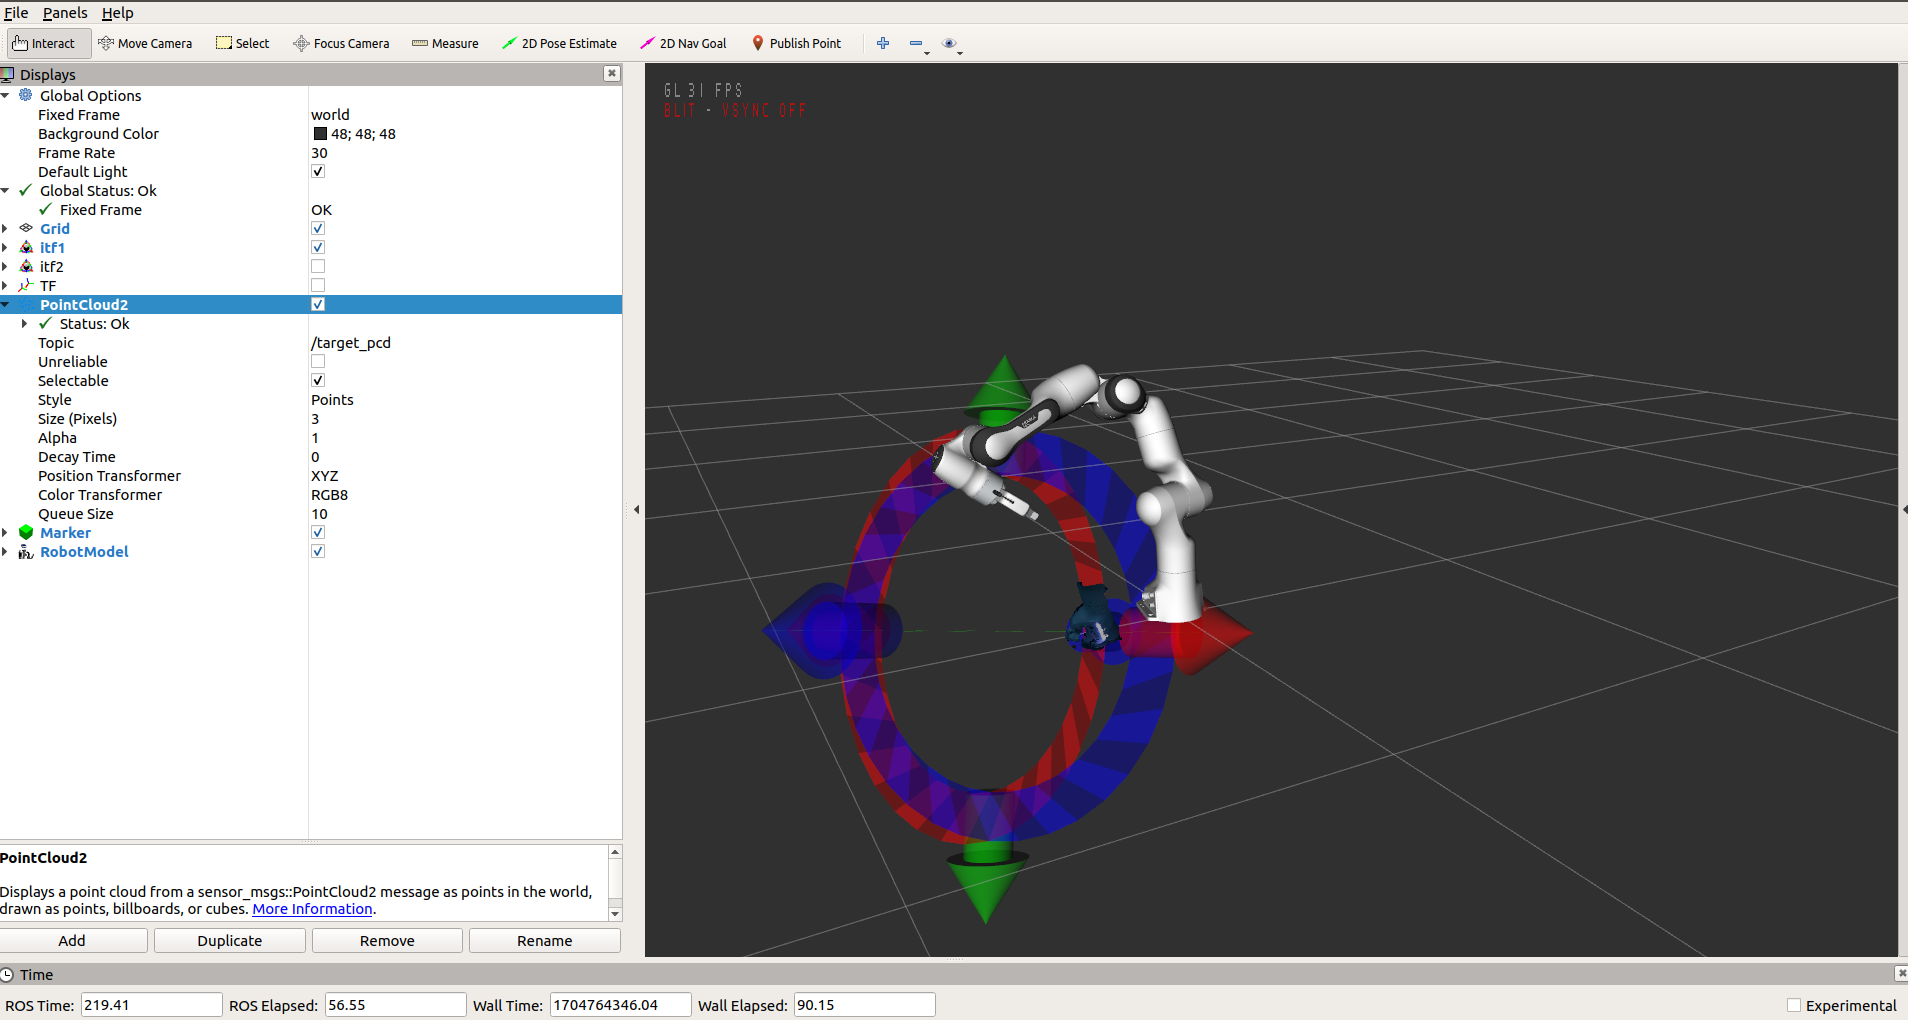 File Panels Help
Interact Move Camera Select Focus Camera Measure 2D Pose Estimate 2D Nav Goal Publish Point
Displays
Global Options
Fixed Frame world
Background Color 48; 48; 48
Frame Rate 30
Default Light
Global Status: Ok
Fixed Frame OK
Grid
itf1
itf2
TF
PointCloud2
Status: Ok
Topic /target_pcd
Unreliable
Selectable
Style Points
Size (Pixels) 3
Alpha 1
Decay Time 0
Position Transformer XYZ
Color Transformer RGB8
Queue Size 10
Marker
RobotModel
PointCloud2
Displays a point cloud from a sensor_msgs::PointCloud2 message as points in the world,
drawn as points, billboards, or cubes. More Information.
Add Duplicate Remove Rename
GL 31 FPS
BLIT - VSYNC OFF
Time
ROS Time: 219.41 ROS Elapsed: 56.55 Wall Time: 1704764346.04 Wall Elapsed: 90.15 Experimental